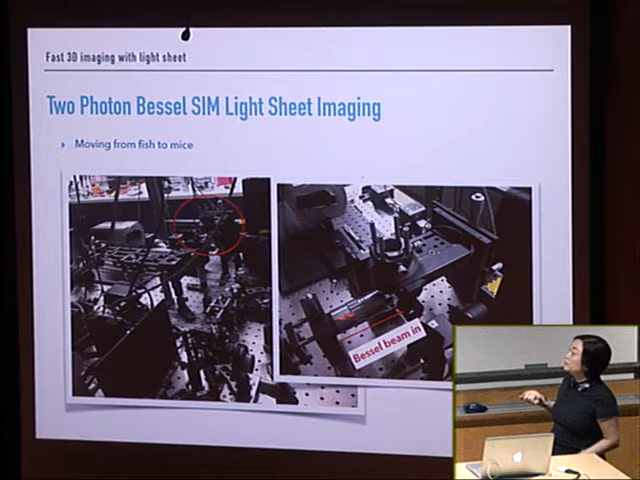 Fast 3D imaging with light sheet
Two Photon Bessel SIM Light Sheet Imaging
Moving from fish to mice
Bessel beam in